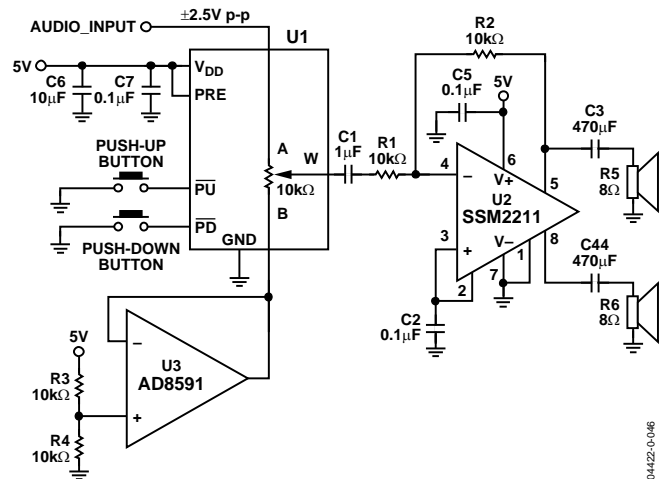 AUDIO_INPUT
±2.5V p-p
U1
5V
C6
10µF
C7
0.1µF
VDD
PRE
PUSH-UP
BUTTON
PU
PD
PUSH-DOWN
BUTTON
GND
A
W
10kΩ
B
C1
1µF
R1
10kΩ
R2
10kΩ
C5
0.1µF
5V
4
–
6
V+
U2
SSM2211
5
3
+
2
V–
7
1
8
C2
0.1µF
C3
470µF
R5
8Ω
C44
470µF
R6
8Ω
5V
R3
10kΩ
R4
10kΩ
–
U3
AD8591
+
04422-0-046